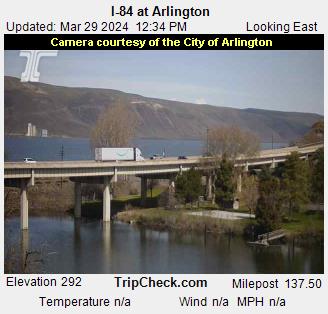 I-84 at Arlington
Updated: Mar 29 2024 12:34 PM Looking East
Camera courtesy of the City of Arlington
Elevation 292 TripCheck.com Milepost 137.50
Temperature n/a Wind n/a MPH n/a